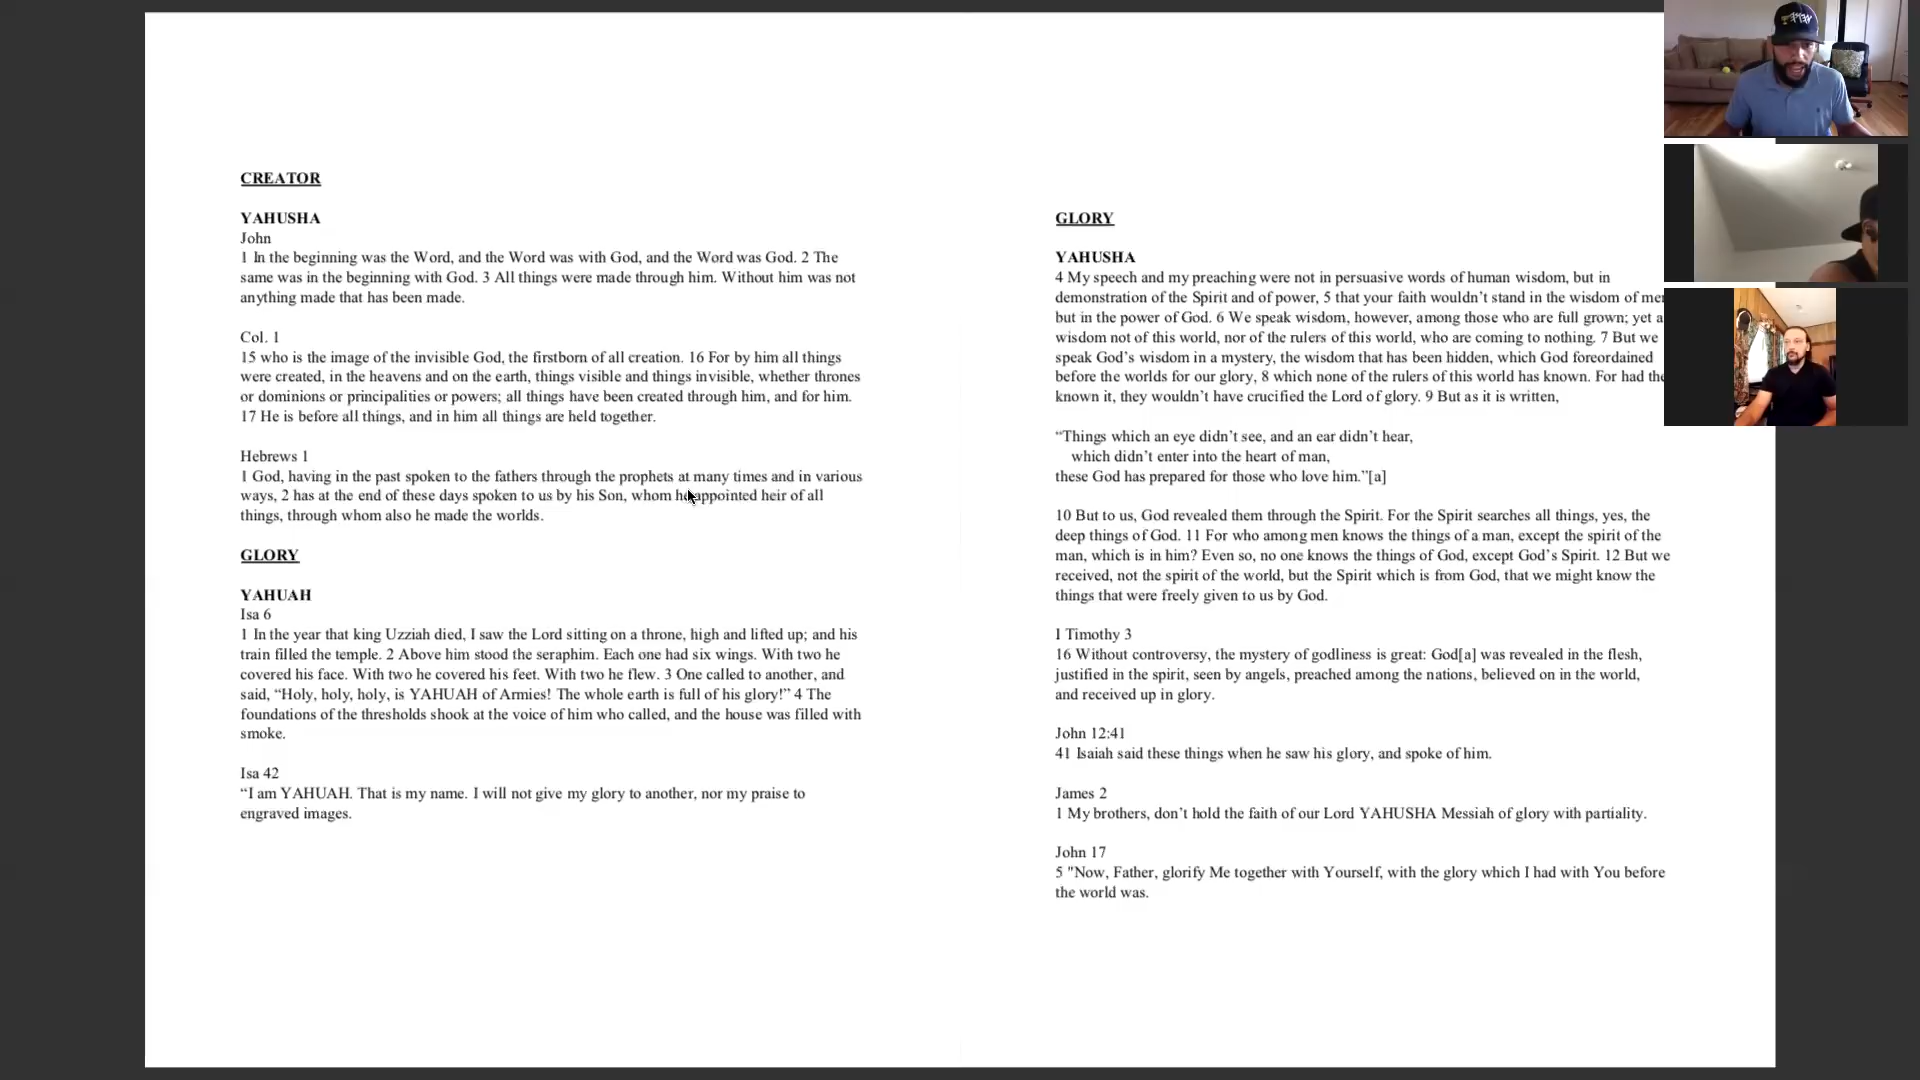 CREATOR
YAHUSHA
John
1 In the beginning was the Word, and the Word was with God, and the Word was God. 2 The
same was in the beginning with God. 3 All things were made through him. Without him was not
anything made that has been made.
Col. 1
15 who is the image of the invisible God, the firstborn of all creation. 16 For by him all things
were created, in the heavens and on the earth, things visible and things invisible, whether thrones
or dominions or principalities or powers; all things have been created through him, and for him.
17 He is before all things, and in him all things are held together.
Hebrews 1
1 God, having in the past spoken to the fathers through the prophets at many times and in various
ways, 2 has at the end of these days spoken to us by his Son, whom he appointed heir of all
things, through whom also he made the worlds.
GLORY
YAHUAH
Isa 6
1 In the year that king Uzziah died, I saw the Lord sitting on a throne, high and lifted up; and his
train filled the temple. 2 Above him stood the seraphim. Each one had six wings. With two he
covered his face. With two he covered his feet. With two he flew. 3 One called to another, and
said, “Holy, holy, holy, is YAHUAH of Armies! The whole earth is full of his glory!” 4 The
foundations of the thresholds shook at the voice of him who called, and the house was filled with
smoke.
Isa 42
“I am YAHUAH. That is my name. I will not give my glory to another, nor my praise to
engraved images.
GLORY
YAHUSHA
4 My speech and my preaching were not in persuasive words of human wisdom, but in
demonstration of the Spirit and of power, 5 that your faith wouldn’t stand in the wisdom of men
but in the power of God. 6 We speak wisdom, however, among those who are full grown; yet a
wisdom not of this world, nor of the rulers of this world, who are coming to nothing. 7 But we
speak God’s wisdom in a mystery, the wisdom that has been hidden, which God foreordained
before the worlds for our glory, 8 which none of the rulers of this world has known. For had the
known it, they wouldn’t have crucified the Lord of glory. 9 But as it is written,
“Things which an eye didn’t see, and an ear didn’t hear,
which didn’t enter into the heart of man,
these God has prepared for those who love him.”[a]
10 But to us, God revealed them through the Spirit. For the Spirit searches all things, yes, the
deep things of God. 11 For who among men knows the things of a man, except the spirit of the
man, which is in him? Even so, no one knows the things of God, except God’s Spirit. 12 But we
received, not the spirit of the world, but the Spirit which is from God, that we might know the
things that were freely given to us by God.
I Timothy 3
16 Without controversy, the mystery of godliness is great: God[a] was revealed in the flesh,
justified in the spirit, seen by angels, preached among the nations, believed on in the world,
and received up in glory.
John 12:41
41 Isaiah said these things when he saw his glory, and spoke of him.
James 2
1 My brothers, don’t hold the faith of our Lord YAHUSHA Messiah of glory with partiality.
John 17
5 "Now, Father, glorify Me together with Yourself, with the glory which I had with You before
the world was.